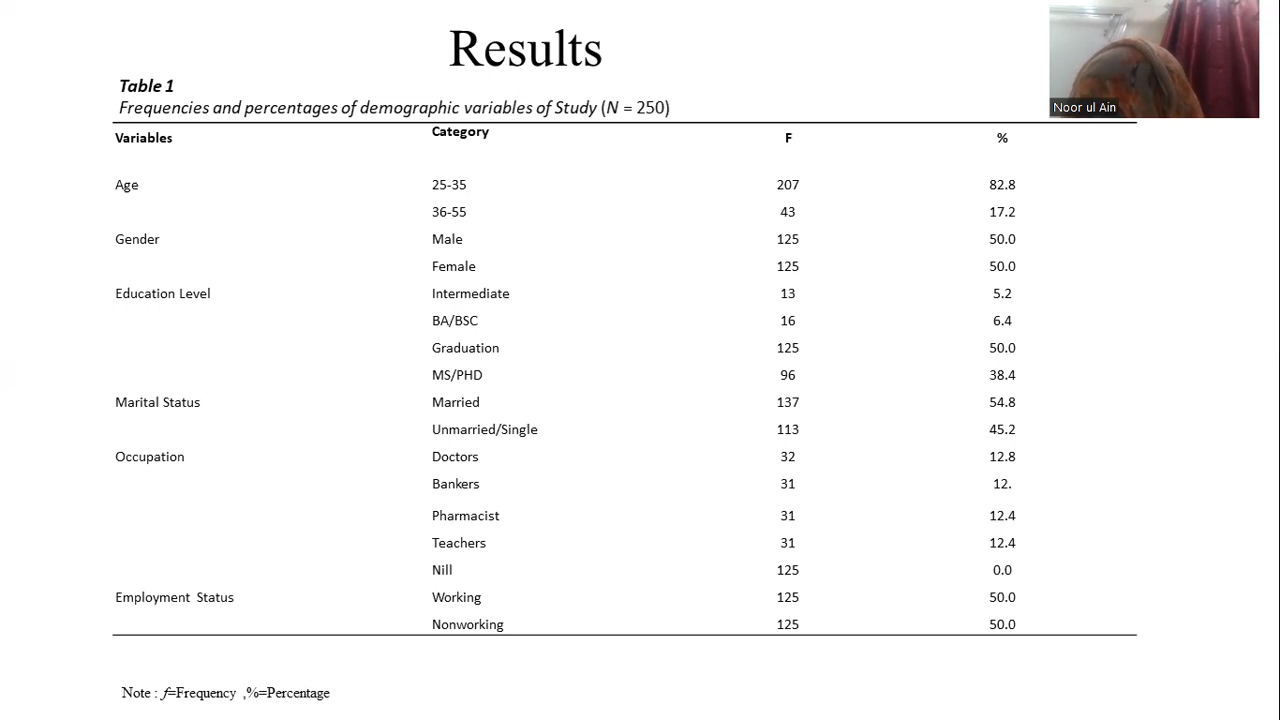 Results
Table 1
Frequencies and percentages of demographic variables of Study (N = 250)
Variables Category F %
Age 25-35 207 82.8
36-55 43 17.2
Gender Male 125 50.0
Female 125 50.0
Education Level Intermediate 13 5.2
BA/BSC 16 6.4
Graduation 125 50.0
MS/PHD 96 38.4
Marital Status Married 137 54.8
Unmarried/Single 113 45.2
Occupation Doctors 32 12.8
Bankers 31 12.
Pharmacist 31 12.4
Teachers 31 12.4
Nill 125 0.0
Employment Status Working 125 50.0
Nonworking 125 50.0
Note : f=Frequency ,%=Percentage
Noor ul Ain